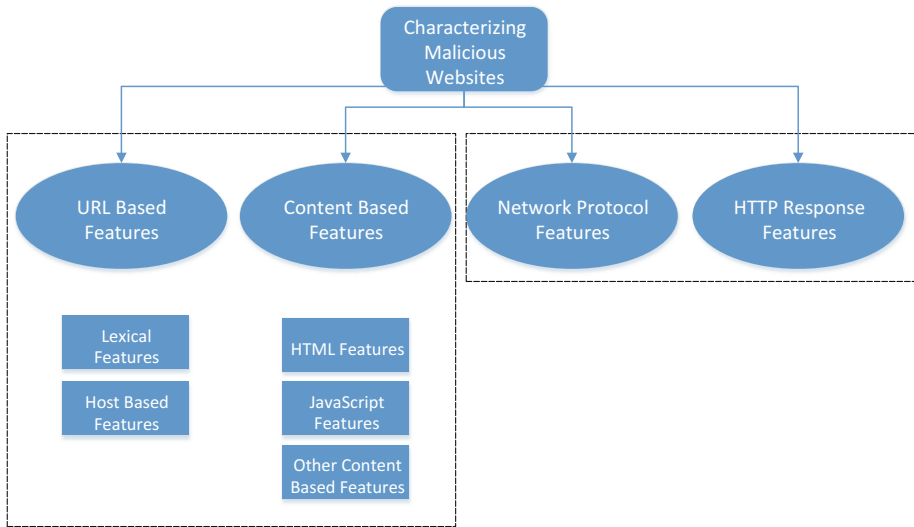 Characterizing
Malicious
Websites
URL Based
Features
Content Based
Features
Network Protocol
Features
HTTP Response
Features
Lexical
Features
Host Based
Features
HTML Features
JavaScript
Features
Other Content
Based Features